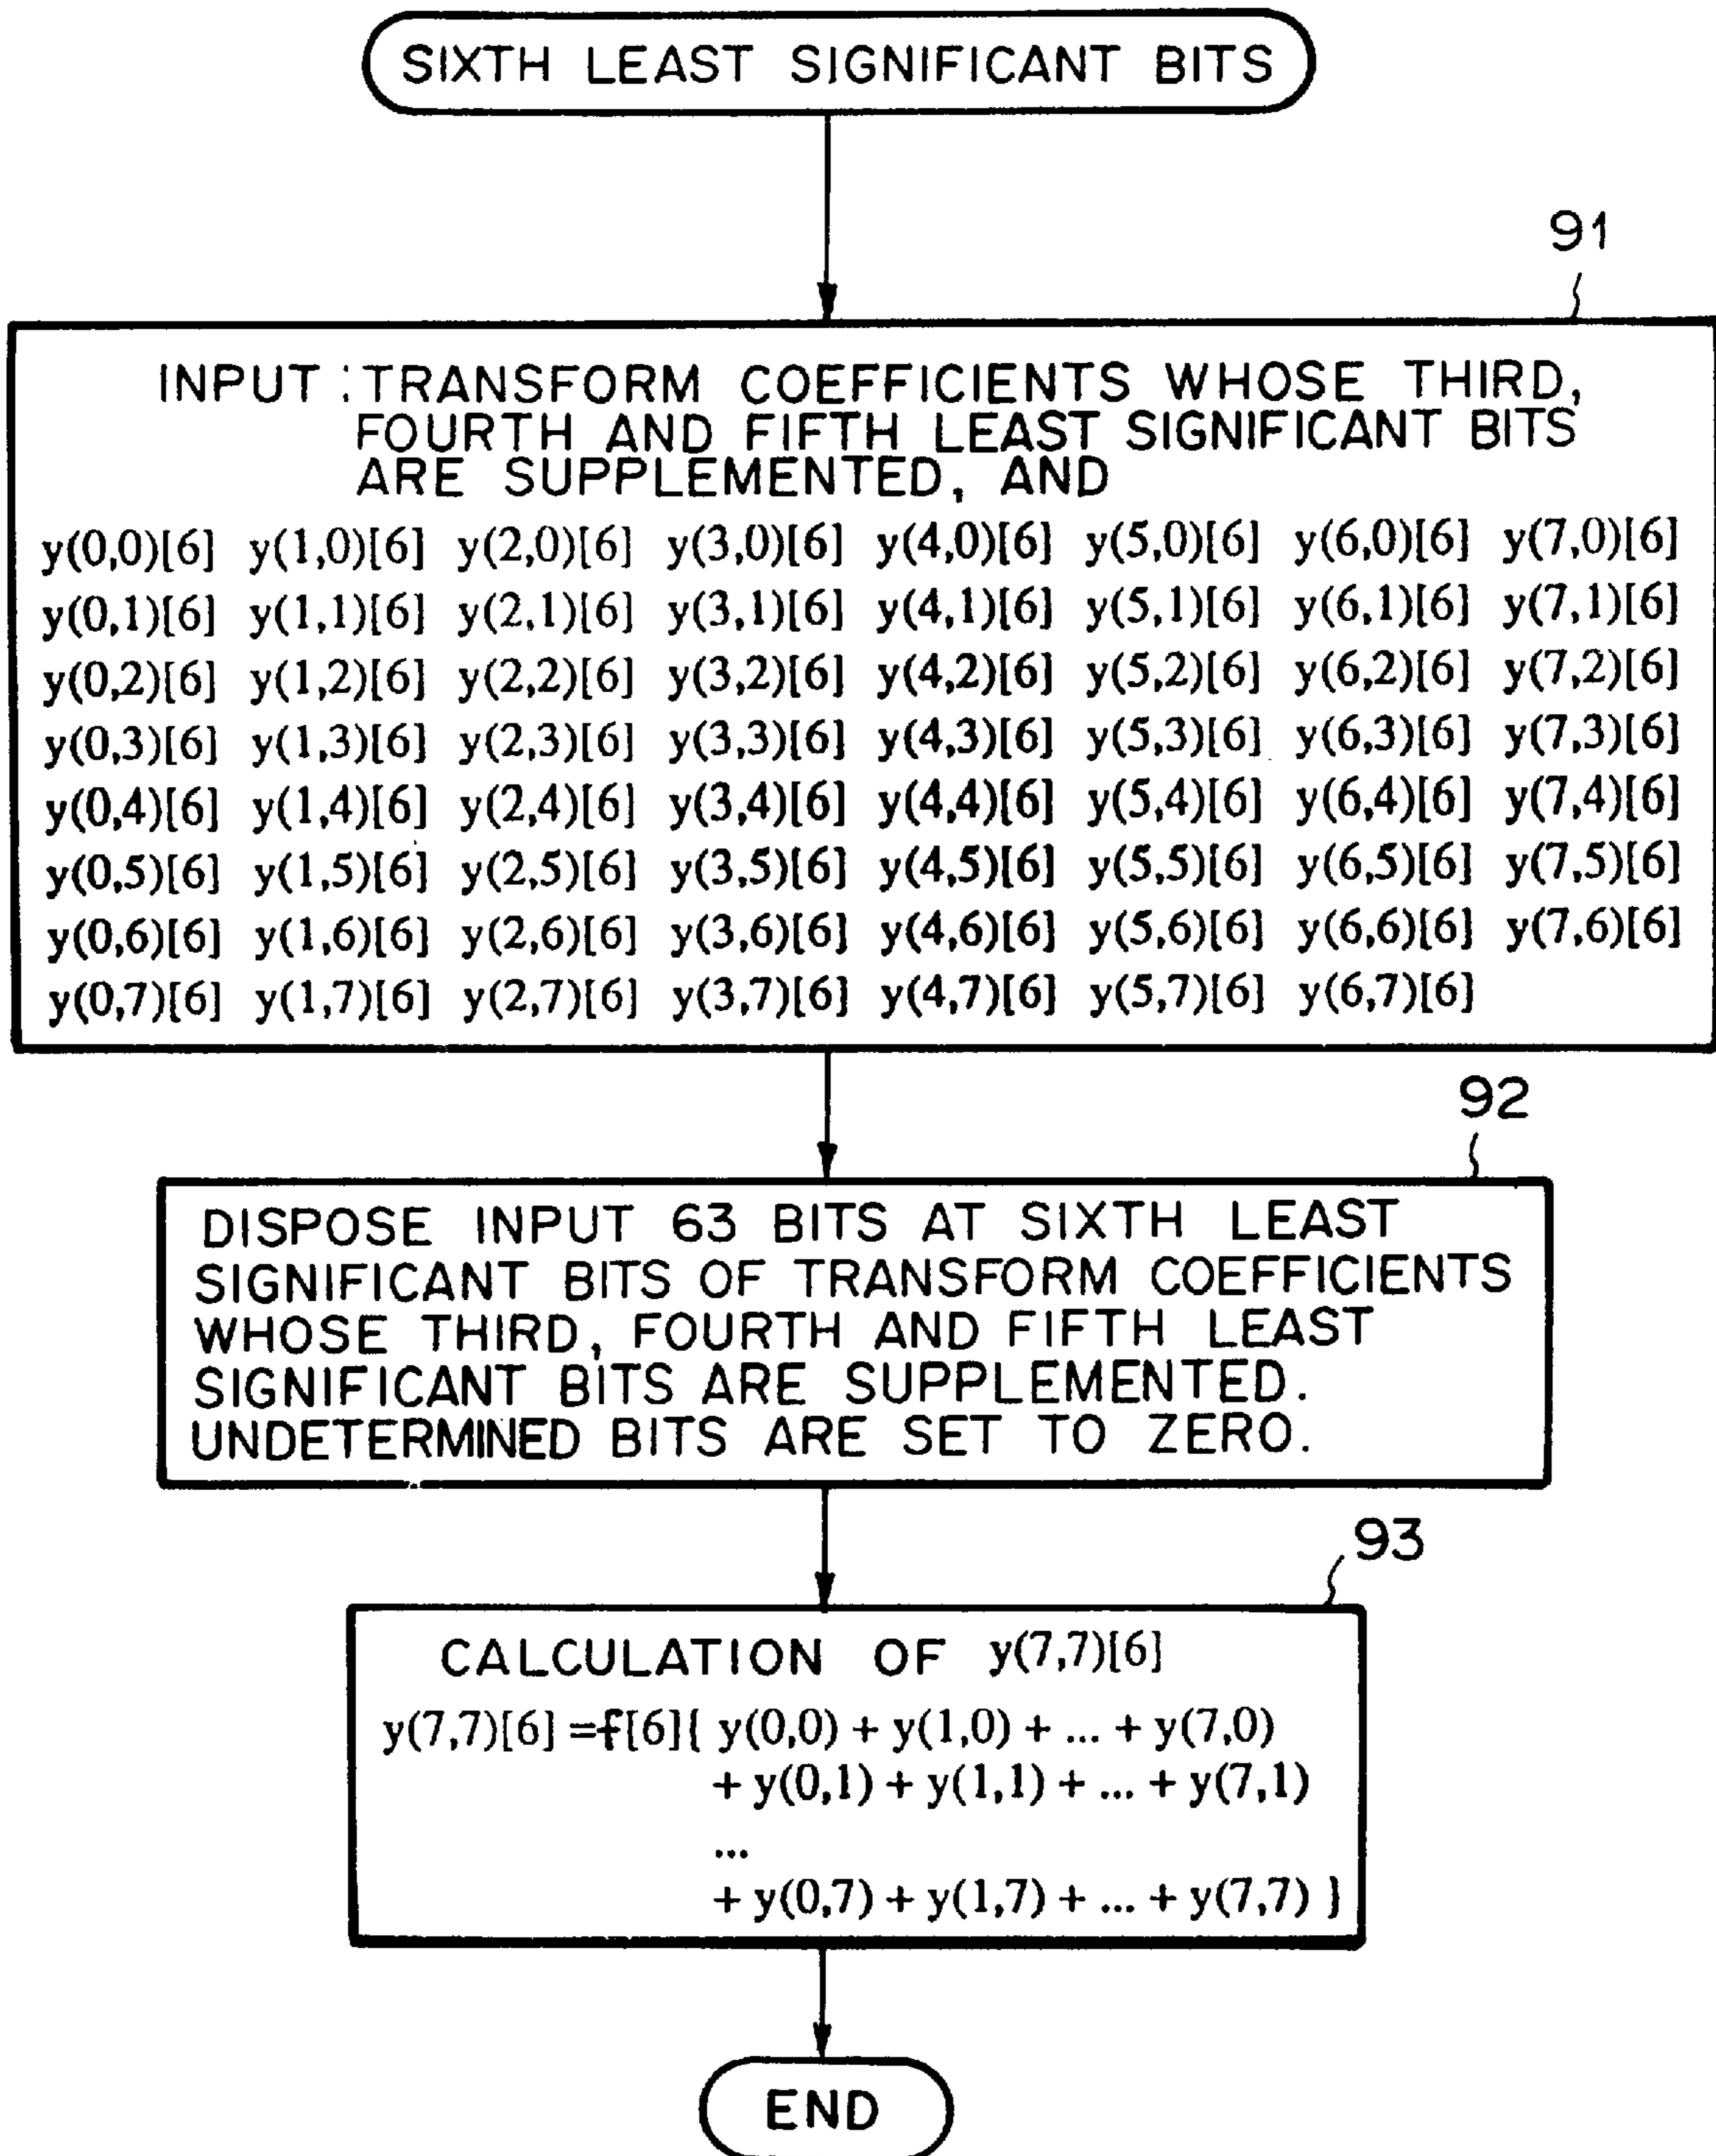 SIXTH LEAST SIGNIFICANT BITS
91
INPUT : TRANSFORM COEFFICIENTS WHOSE THIRD,
FOURTH AND FIFTH LEAST SIGNIFICANT BITS
ARE SUPPLEMENTED, AND
y(0,0)[6] y(1,0)[6] y(2,0)[6] y(3,0)[6] y(4,0)[6] y(5,0)[6] y(6,0)[6] y(7,0)[6]
y(0,1)[6] y(1,1)[6] y(2,1)[6] y(3,1)[6] y(4,1)[6] y(5,1)[6] y(6,1)[6] y(7,1)[6]
y(0,2)[6] y(1,2)[6] y(2,2)[6] y(3,2)[6] y(4,2)[6] y(5,2)[6] y(6,2)[6] y(7,2)[6]
y(0,3)[6] y(1,3)[6] y(2,3)[6] y(3,3)[6] y(4,3)[6] y(5,3)[6] y(6,3)[6] y(7,3)[6]
y(0,4)[6] y(1,4)[6] y(2,4)[6] y(3,4)[6] y(4,4)[6] y(5,4)[6] y(6,4)[6] y(7,4)[6]
y(0,5)[6] y(1,5)[6] y(2,5)[6] y(3,5)[6] y(4,5)[6] y(5,5)[6] y(6,5)[6] y(7,5)[6]
y(0,6)[6] y(1,6)[6] y(2,6)[6] y(3,6)[6] y(4,6)[6] y(5,6)[6] y(6,6)[6] y(7,6)[6]
y(0,7)[6] y(1,7)[6] y(2,7)[6] y(3,7)[6] y(4,7)[6] y(5,7)[6] y(6,7)[6]
92
DISPOSE INPUT 63 BITS AT SIXTH LEAST
SIGNIFICANT BITS OF TRANSFORM COEFFICIENTS
WHOSE THIRD, FOURTH AND FIFTH LEAST
SIGNIFICANT BITS ARE SUPPLEMENTED.
UNDETERMINED BITS ARE SET TO ZERO.
93
CALCULATION OF y(7,7)[6]
y(7,7)[6] =f[6]{ y(0,0) + y(1,0) + ... + y(7,0)
+ y(0,1) + y(1,1) + ... + y(7,1)
...
+ y(0,7) + y(1,7) + ... + y(7,7) }
END